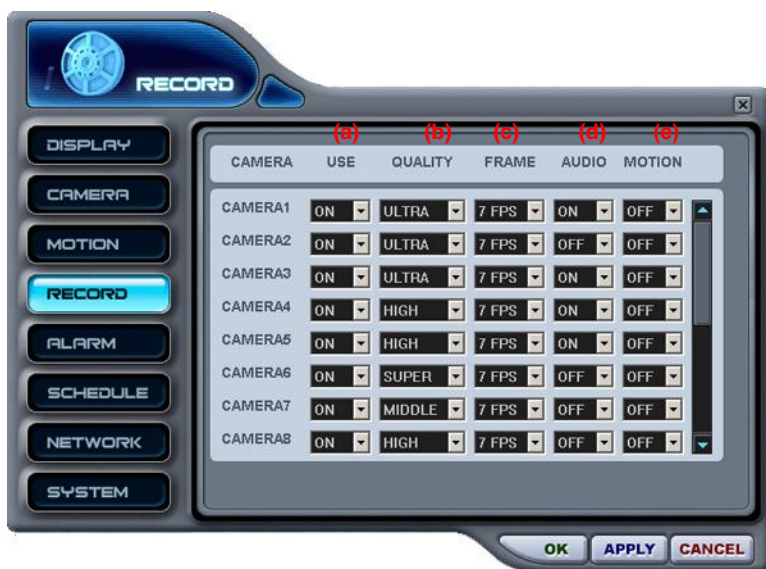 RECORD
(a) (b) (c) (d) (e)
CAMERA USE QUALITY FRAME AUDIO MOTION
CAMERA1 ON ULTRA 7 FPS ON OFF
CAMERA2 ON ULTRA 7 FPS OFF OFF
CAMERA3 ON ULTRA 7 FPS ON OFF
CAMERA4 ON HIGH 7 FPS ON OFF
CAMERA5 ON HIGH 7 FPS ON OFF
CAMERA6 ON SUPER 7 FPS OFF OFF
CAMERA7 ON MIDDLE 7 FPS OFF OFF
CAMERA8 ON HIGH 7 FPS OFF OFF
DISPLAY
CAMERA
MOTION
RECORD
ALARM
SCHEDULE
NETWORK
SYSTEM
OK APPLY CANCEL